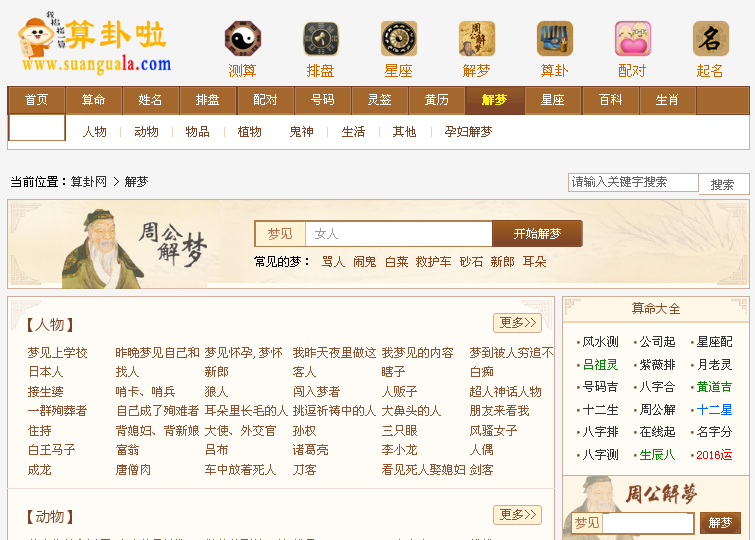 我掐掐一算
算卦啦
www.suanguala.com
周公解梦
名
测算 排盘 星座 解梦 算卦 配对 起名
首页 算命 姓名 排盘 配对 号码 灵签 黄历 解梦 星座 百科 生肖
人物 动物 物品 植物 鬼神 生活 其他 孕妇解梦
当前位置：算卦网 > 解梦 请输入关键字搜索 搜索
周公解梦
梦见 女人 开始解梦
常见的梦： 骂人 闹鬼 白菜 救护车 砂石 新郎 耳朵
【人物】 更多>>
梦见上学校 昨晚梦见自己和 梦见怀孕,梦怀 我昨天夜里做这 我梦见的内容 梦到被人穷追不
日本人 找人 新郎 客人 瞎子 白痴
接生婆 哨卡、哨兵 狼人 闯入梦者 人贩子 超人神话人物
一群殉葬者 自己成了殉难者 耳朵里长毛的人 挑逗祈祷中的人 大鼻头的人 朋友来看我
住持 背媳妇、背新娘 大使、外交官 孙权 三只眼 风骚女子
白王马子 富翁 吕布 诸葛亮 李小龙 人偶
成龙 唐僧肉 车中放着死人 刀客 看见死人娶媳妇 剑客
【动物】 更多>>
算命大全
风水测 公司起 星座配
吕祖灵 紫薇排 月老灵
号码吉 八字合 黄道吉
十二生 周公解 十二星
八字排 在线起 名字分
八字测 生辰八 2016运
周公解夢
梦见 解梦